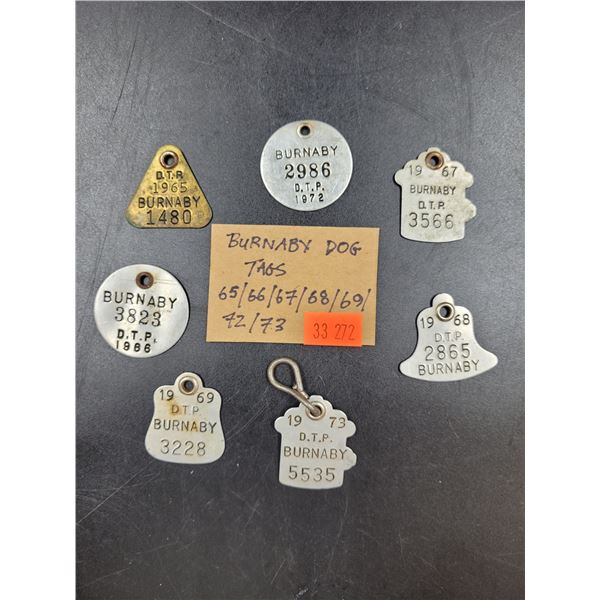 BURNABY
2986
D.T.P.
1972
19 67
BURNABY
D.T.P.
3566
D.T.P.
1965
BURNABY
1480
BURNABY DOG
TAGS
65/66/67/68/69/
72/73
33 272
BURNABY
3823
D.T.P.
1966
19 68
D.T.P.
2865
BURNABY
19 69
D.T.P.
BURNABY
3228
19 73
D.T.P.
BURNABY
5535